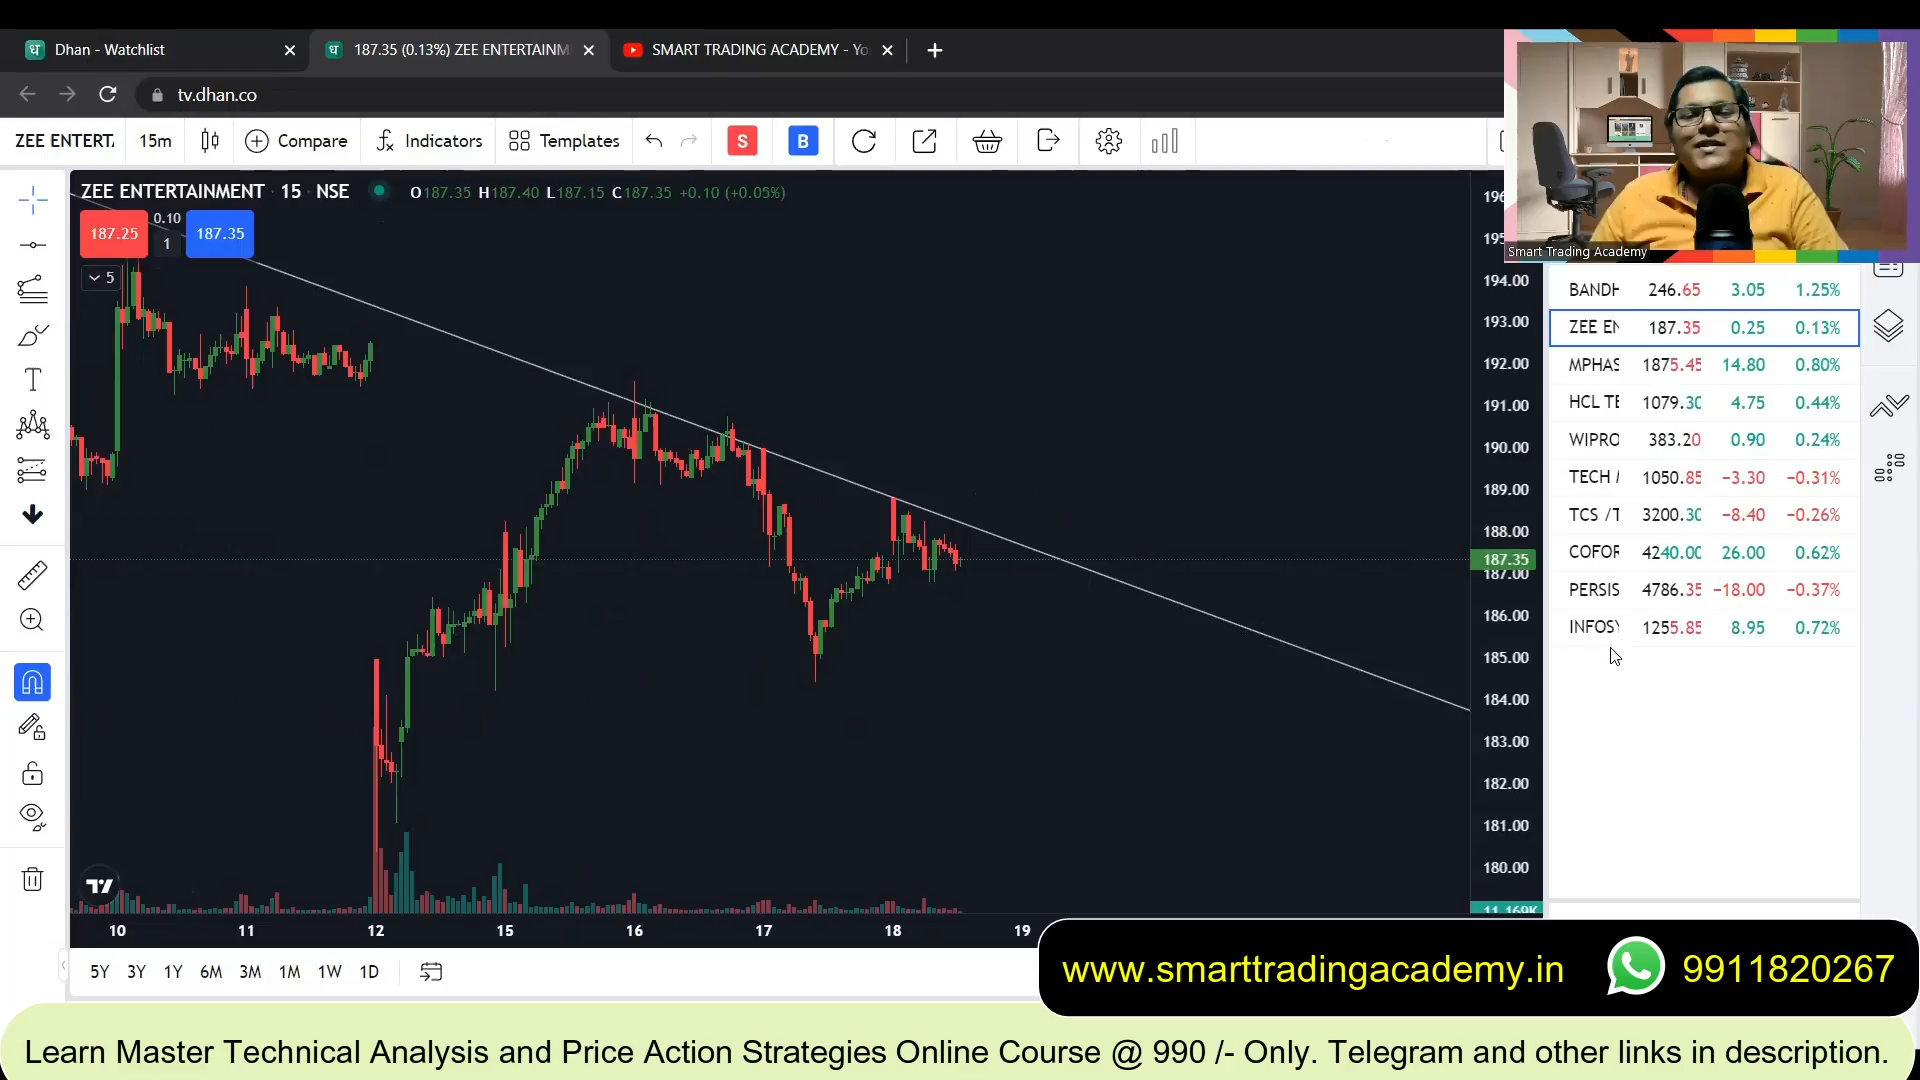 Dhan - Watchlist
187.35 (0.13%) ZEE ENTERTAINM
SMART TRADING ACADEMY - Yo
tv.dhan.co
ZEE ENTERT
15m
Compare
Indicators
Templates
S
B
ZEE ENTERTAINMENT · 15 · NSE
O187.35 H187.40 L187.15 C187.35 +0.10 (+0.05%)
187.25
0.10
1
187.35
5
196
195
194.00
193.00
192.00
191.00
190.00
189.00
188.00
187.35
187.00
186.00
185.00
184.00
183.00
182.00
181.00
180.00
11.169K
10 11 12 15 16 17 18 19
5Y 3Y 1Y 6M 3M 1M 1W 1D
Smart Trading Academy
BANDH 246.65 3.05 1.25%
ZEE EN 187.35 0.25 0.13%
MPHAS 1875.45 14.80 0.80%
HCL TE 1079.30 4.75 0.44%
WIPRO 383.20 0.90 0.24%
TECH 1050.85 −3.30 −0.31%
TCS /T 3200.30 −8.40 −0.26%
COFOR 4240.00 26.00 0.62%
PERSIS 4786.35 −18.00 −0.37%
INFOSY 1255.85 8.95 0.72%
www.smarttradingacademy.in 9911820267
Learn Master Technical Analysis and Price Action Strategies Online Course @ 990 /- Only. Telegram and other links in description.